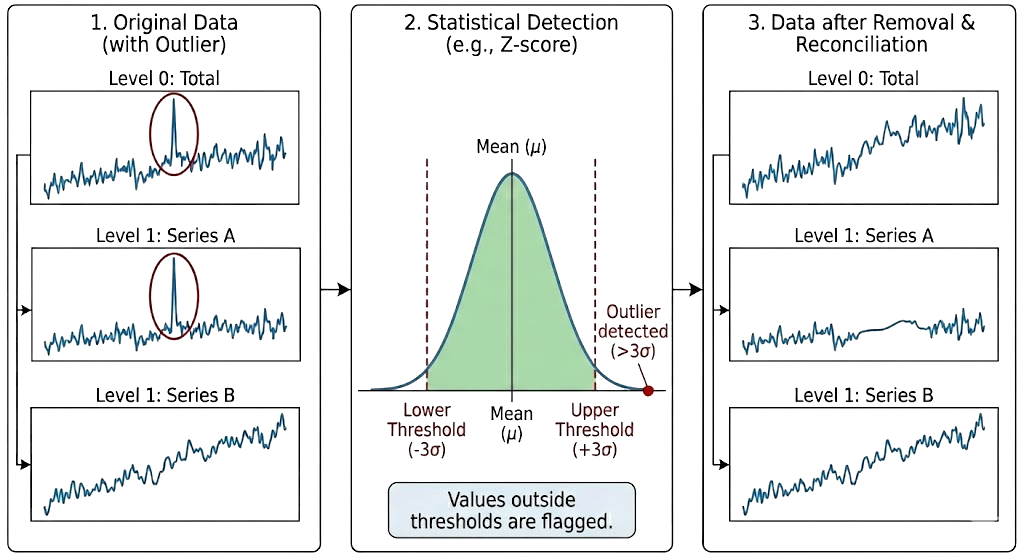 1. Original Data
(with Outlier)
Level 0: Total
Level 1: Series A
Level 1: Series B
2. Statistical Detection
(e.g., Z-score)
Mean (μ)
Outlier
detected
(>3σ)
Lower
Threshold
(-3σ)
Mean
(μ)
Upper
Threshold
(+3σ)
Values outside
thresholds are flagged.
3. Data after Removal &
Reconciliation
Level 0: Total
Level 1: Series A
Level 1: Series B